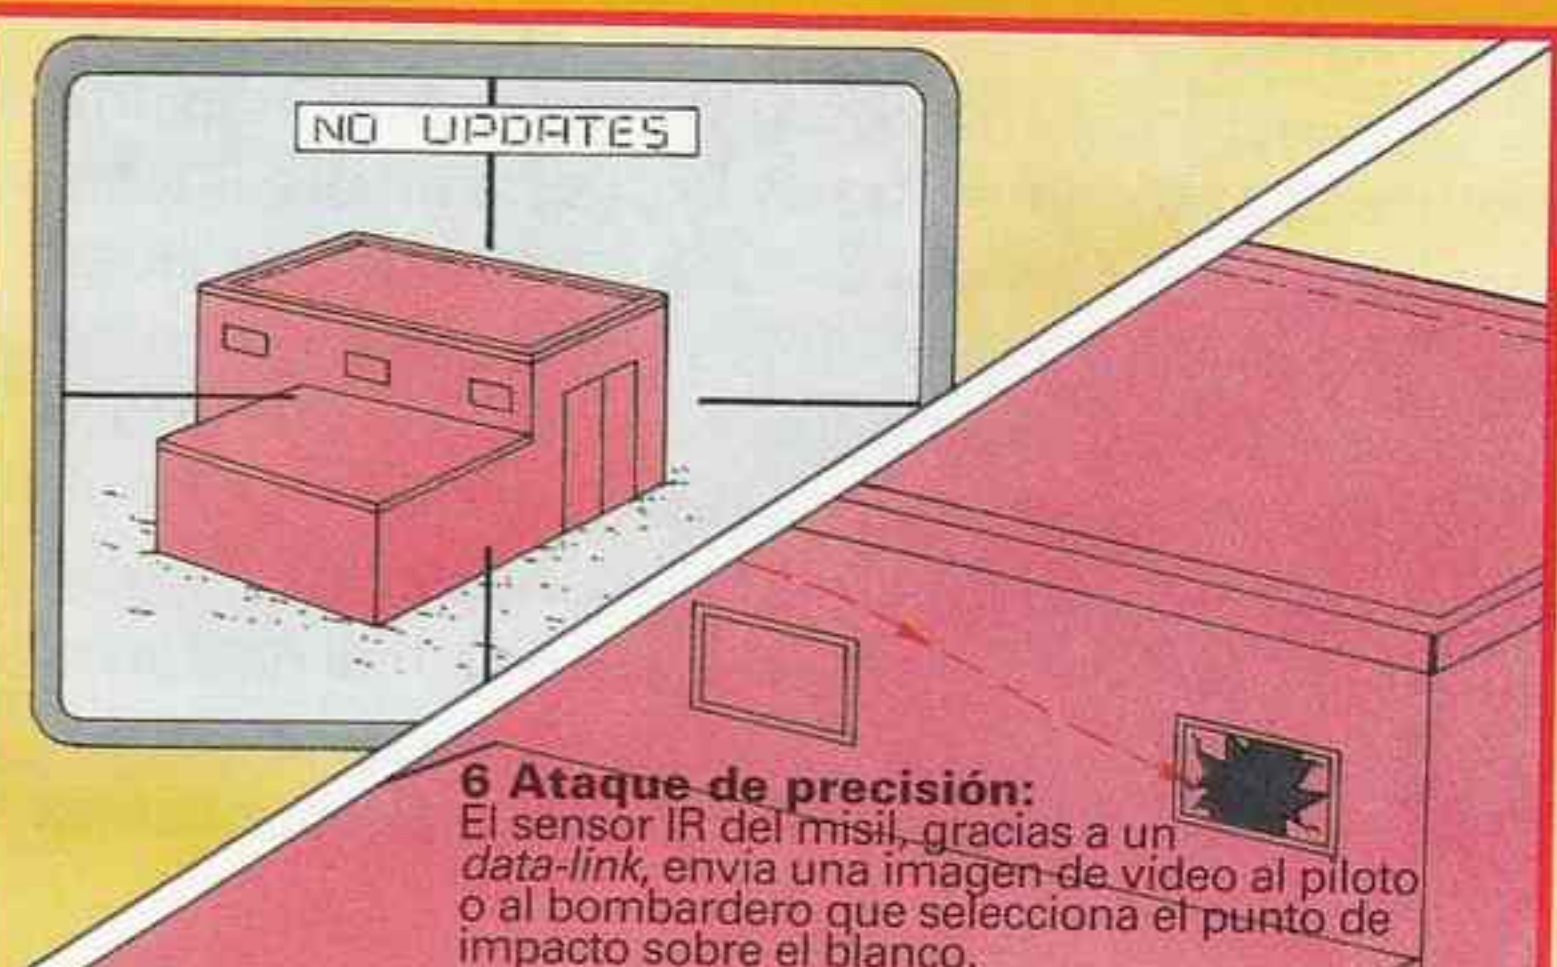 NO UPDATES
6 Ataque de precisión:
El sensor IR del misil, gracias a un
data-link, envia una imagen de video al piloto
o al bombardero que selecciona el punto de
impacto sobre el blanco.